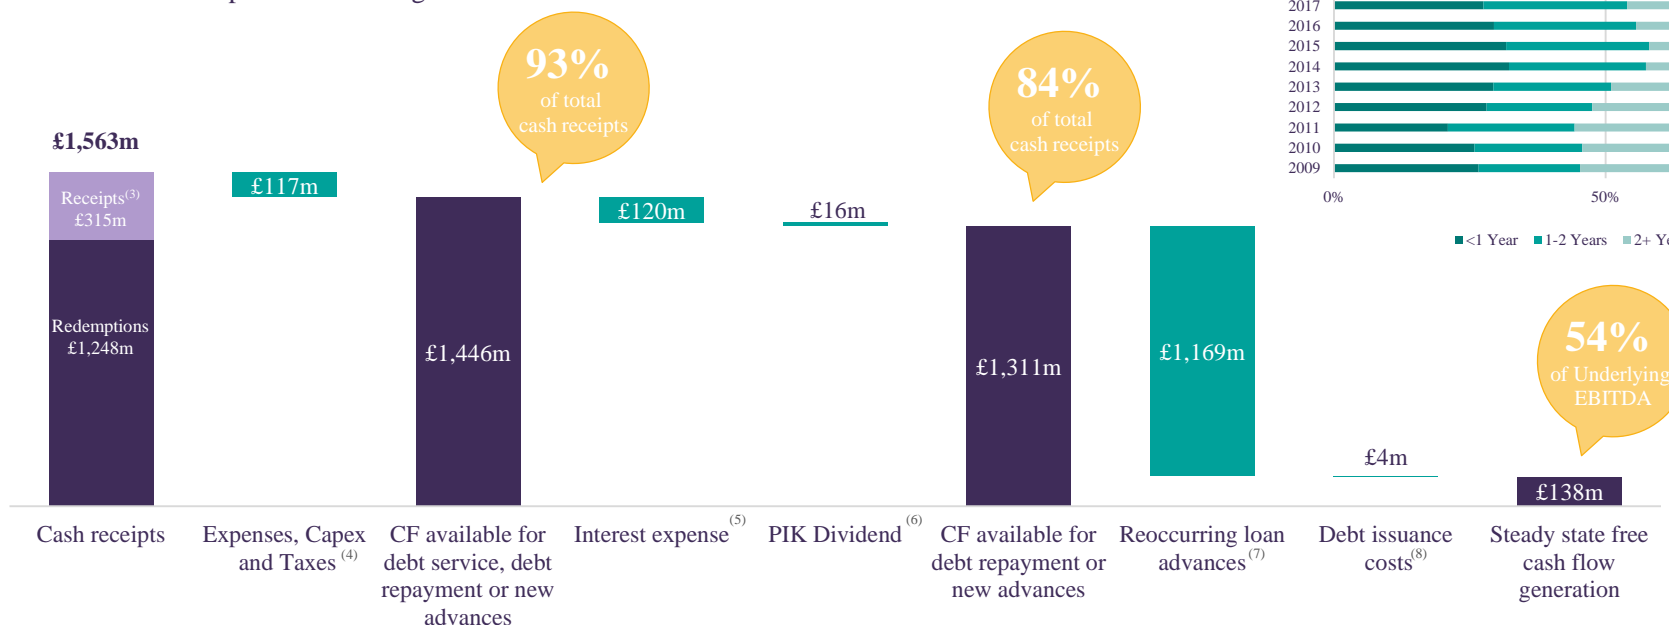 2017
2016
2015
2014
2013
2012
2011
2010
2009
0%
50%
<1 Year
1-2 Years
2+
93%
of total
cash receipts
84%
of total
cash receipts
£1,563m
Receipts(3)
£315m
Redemptions
£1,248m
£117m
£1,446m
£120m
£16m
£1,311m
£1,169m
£4m
54%
of Underlying
EBITDA
£138m
Cash receipts
Expenses, Capex
and Taxes (4)
CF available for
debt service, debt
repayment or new
advances
Interest expense (5)
PIK Dividend (6)
CF available for
debt repayment or
new advances
Reoccurring loan
advances (7)
Debt issuance
costs(8)
Steady state free
cash flow
generation